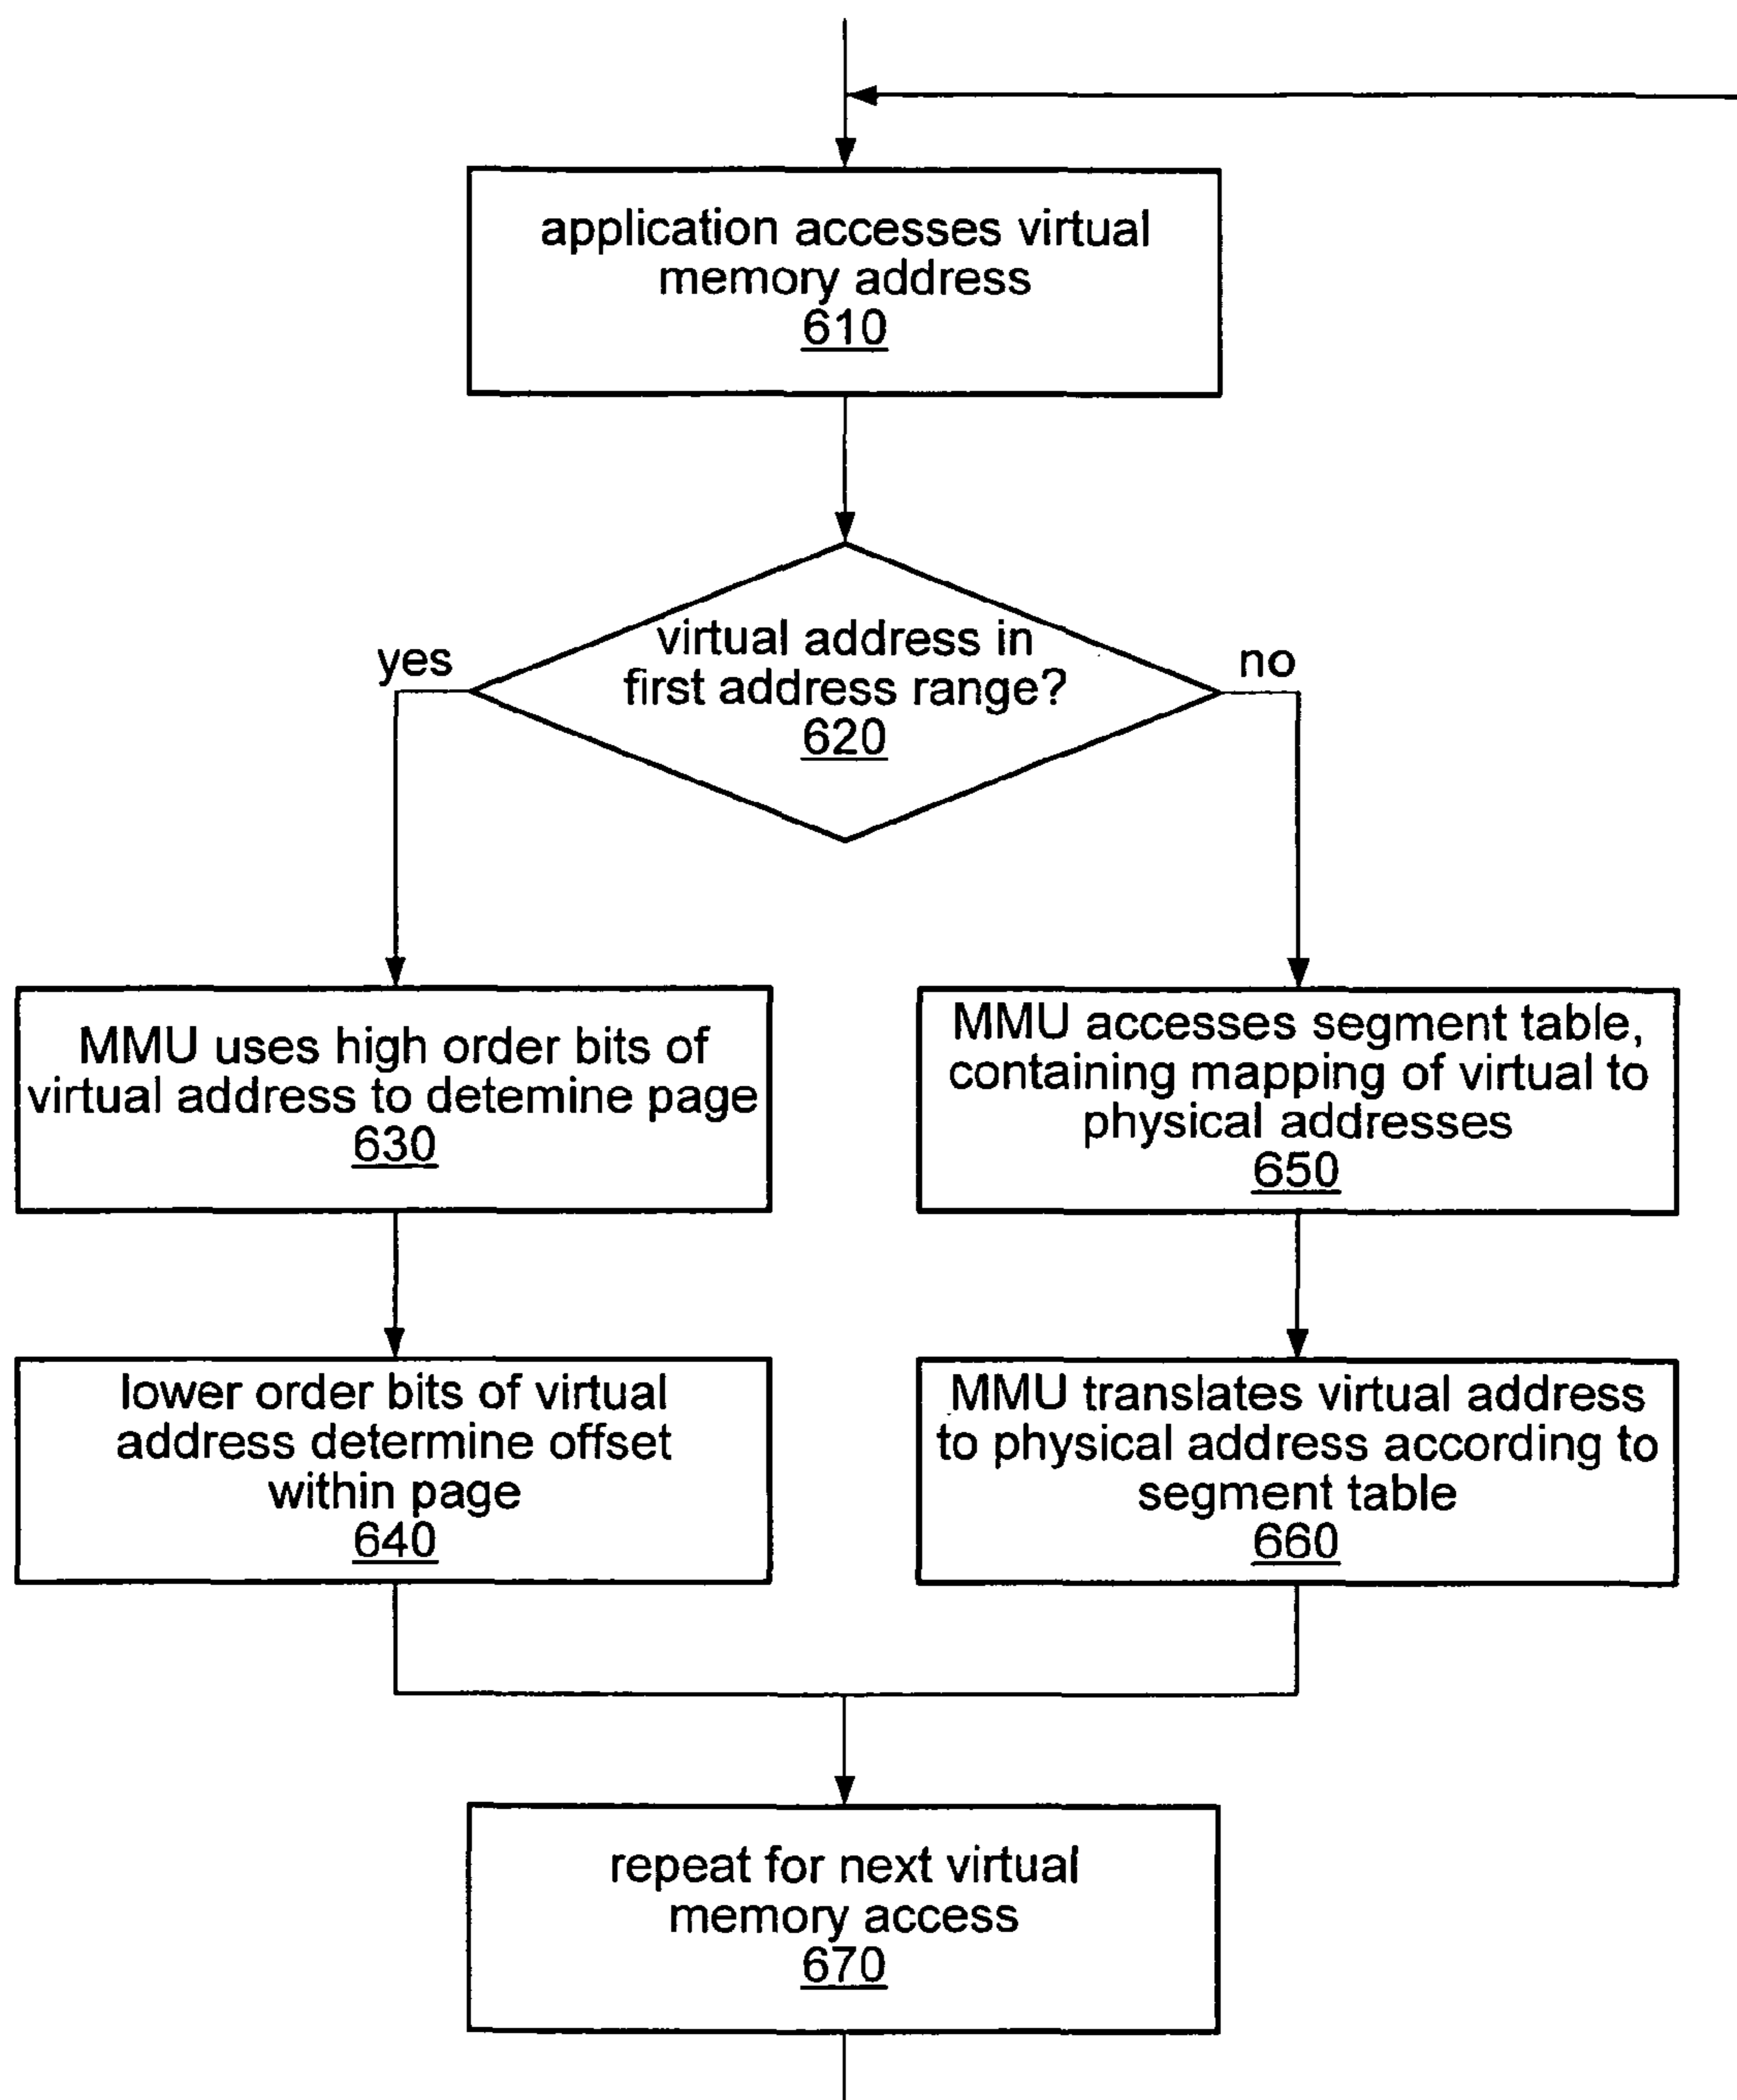 application accesses virtual
memory address
610
virtual address in
first address range?
620
yes
no
MMU uses high order bits of
virtual address to detemine page
630
MMU accesses segment table,
containing mapping of virtual to
physical addresses
650
lower order bits of virtual
address determine offset
within page
640
MMU translates virtual address
to physical address according to
segment table
660
repeat for next virtual
memory access
670